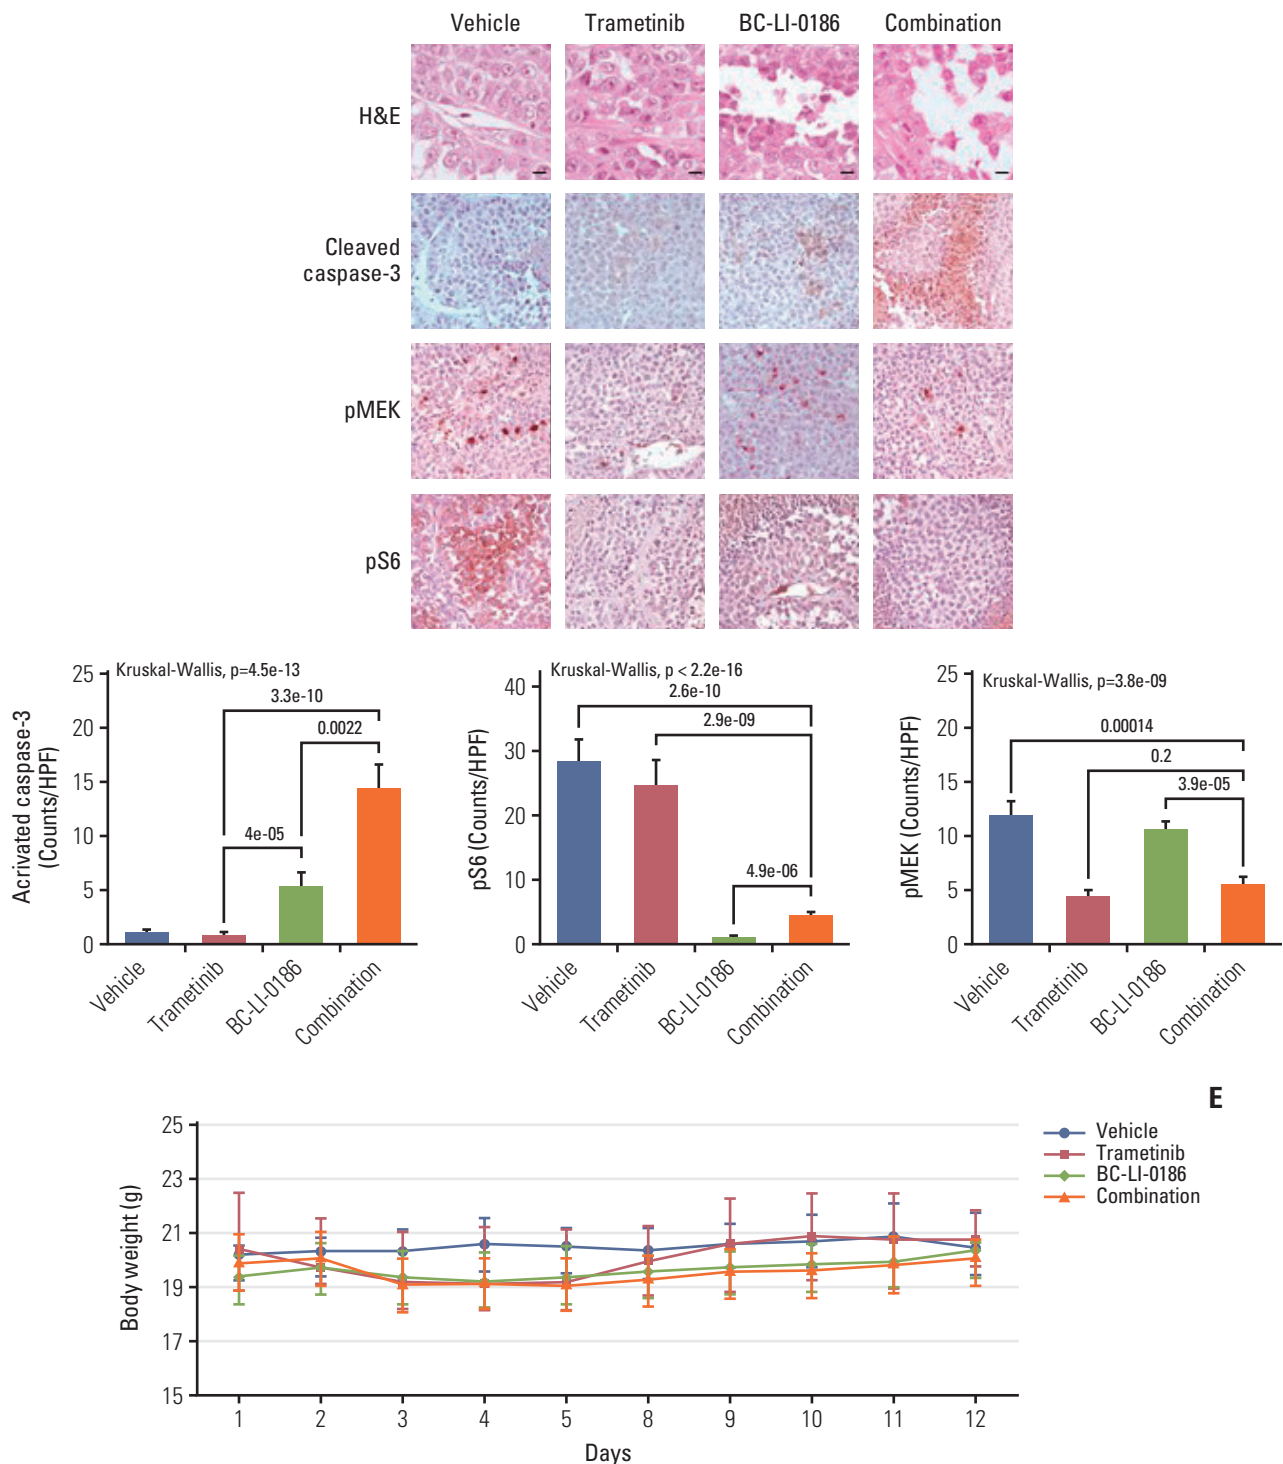 Vehicle Trametinib BC-LI-0186 Combination
H&E
Cleaved
caspase-3
pMEK
pS6
Acrivated caspase-3
(Counts/HPF)
25
20
15
10
5
0
Kruskal-Wallis, p=4.5e-13
3.3e-10
0.0022
4e-05
Vehicle
Trametinib
BC-LI-0186
Combination
pS6 (Counts/HPF)
40
30
20
10
0
Kruskal-Wallis, p < 2.2e-16
2.6e-10
2.9e-09
4.9e-06
Vehicle
Trametinib
BC-LI-0186
Combination
pMEK (Counts/HPF)
25
20
15
10
5
0
Kruskal-Wallis, p=3.8e-09
0.00014
0.2
3.9e-05
Vehicle
Trametinib
BC-LI-0186
Combination
E
Body weight (g)
25
23
21
19
17
15
1 2 3 4 5 8 9 10 11 12
Days
Vehicle
Trametinib
BC-LI-0186
Combination